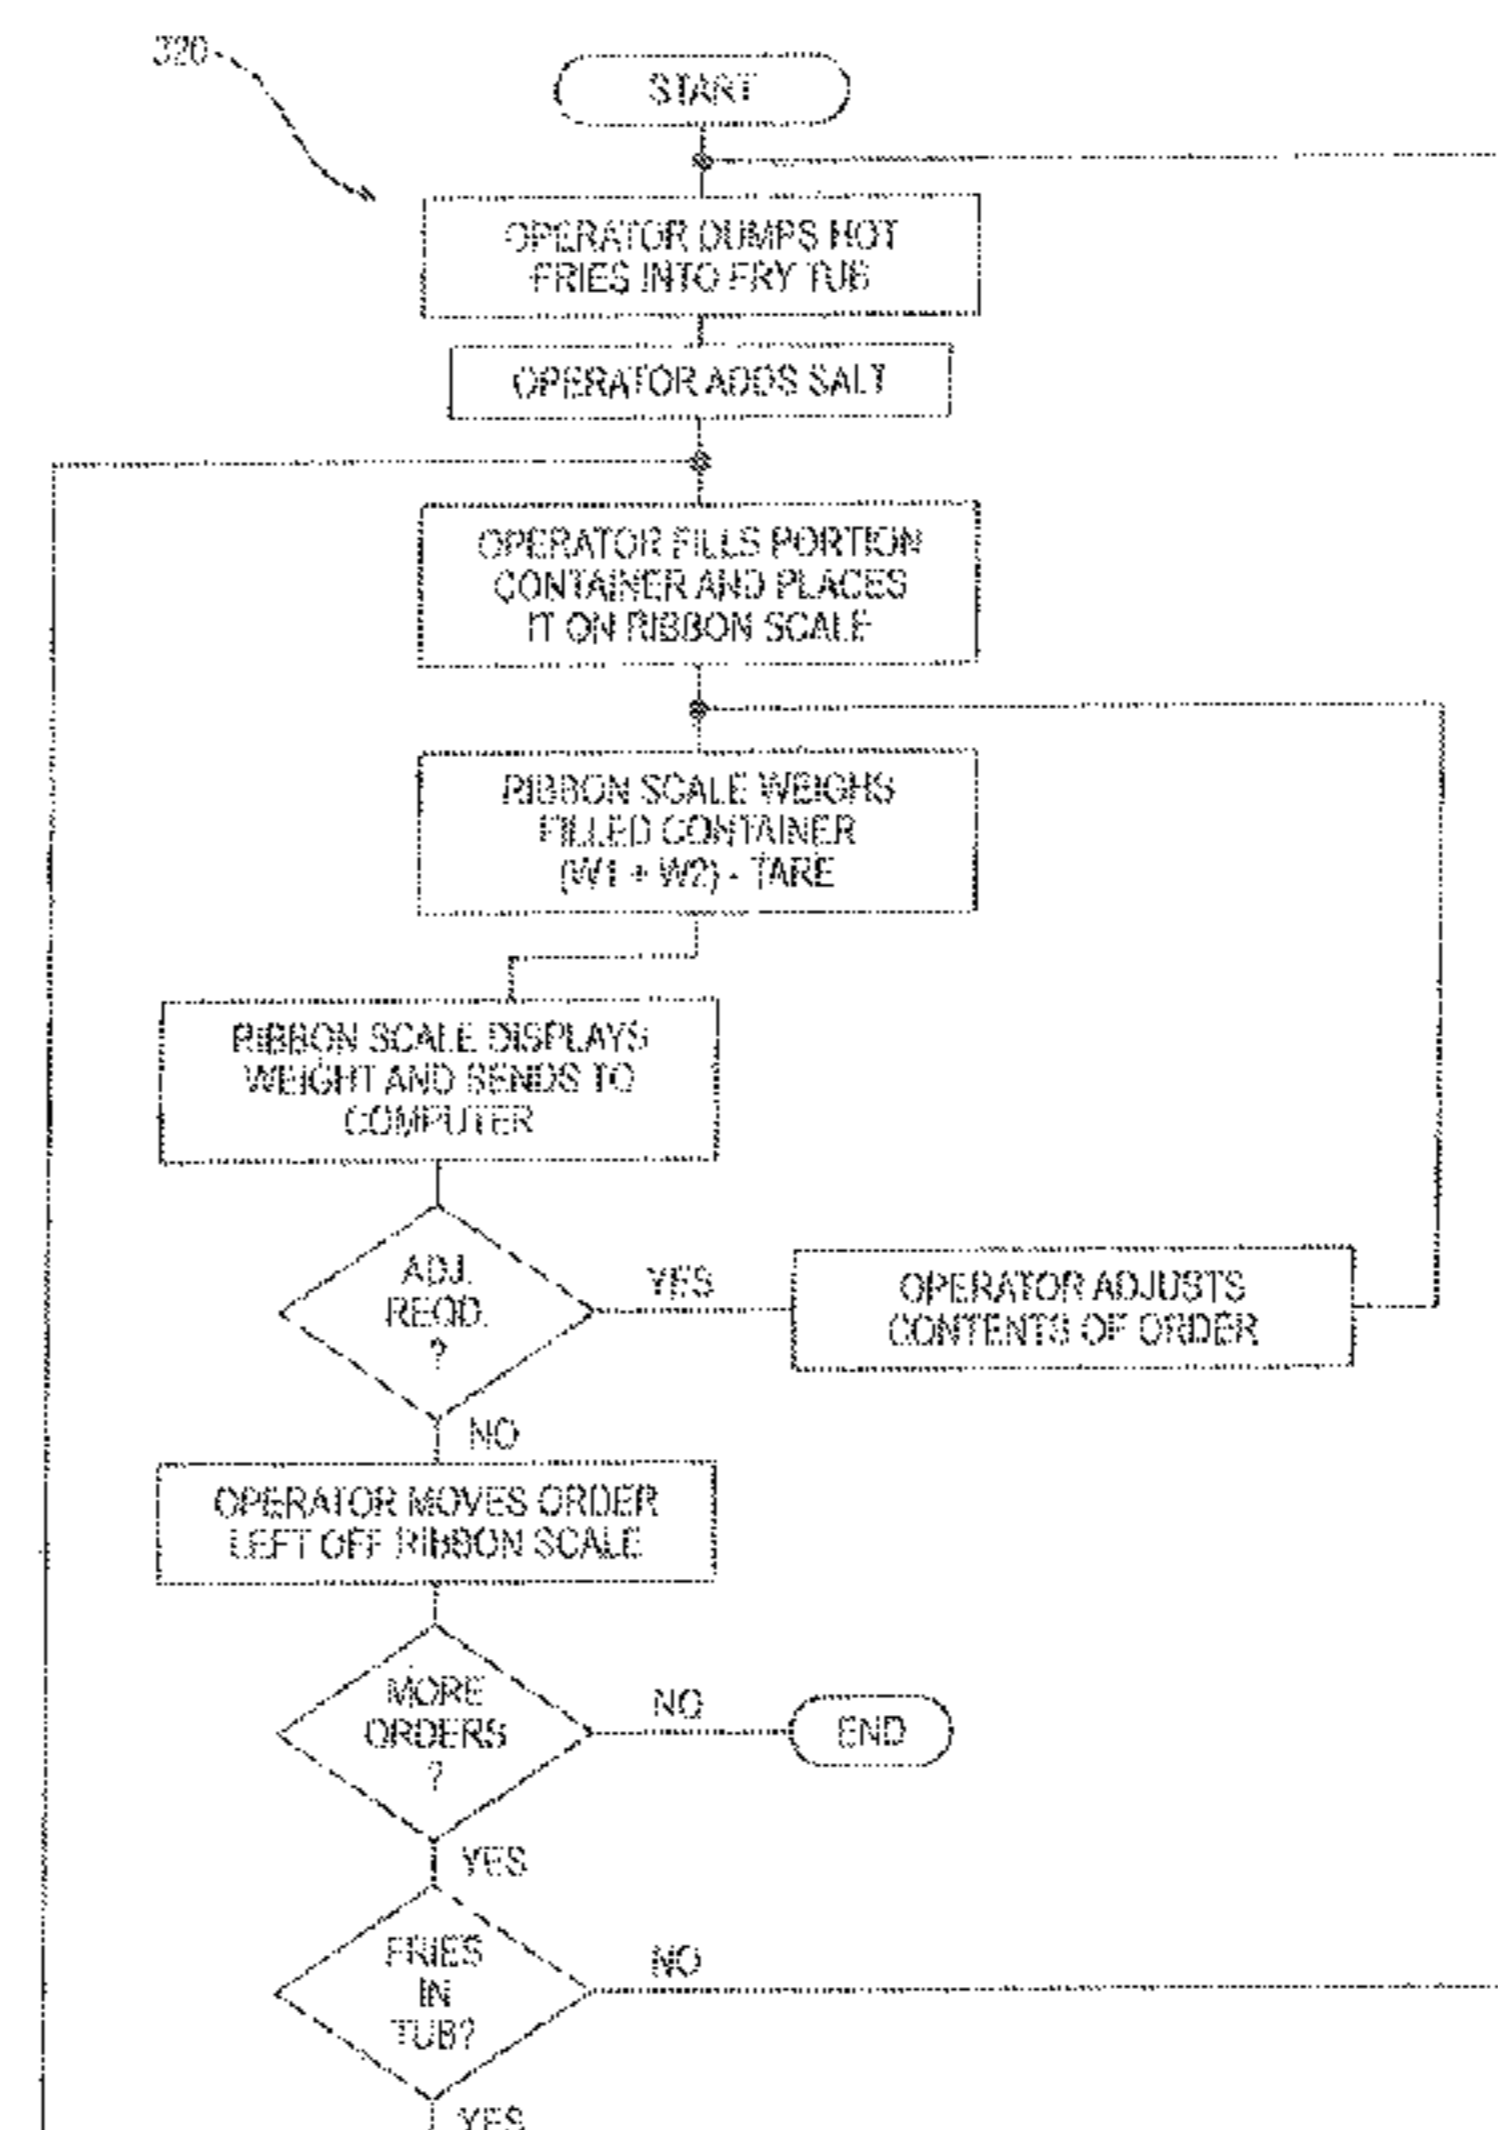 320
START
OPERATOR DUMPS HOT
FRIES INTO FRY TUB
OPERATOR ADDS SALT
OPERATOR FILLS PORTION
CONTAINER AND PLACES
IT ON RIBBON SCALE
RIBBON SCALE WEIGHS
FILLED CONTAINER
(W1 + W2) - TARE
RIBBON SCALE DISPLAYS
WEIGHT AND SENDS TO
COMPUTER
ADJ.
REQD.
?
YES
OPERATOR ADJUSTS
CONTENTS OF ORDER
NO
OPERATOR MOVES ORDER
LEFT OFF RIBBON SCALE
MORE
ORDERS
?
NO
END
YES
FRIES
IN
TUB?
NO
YES